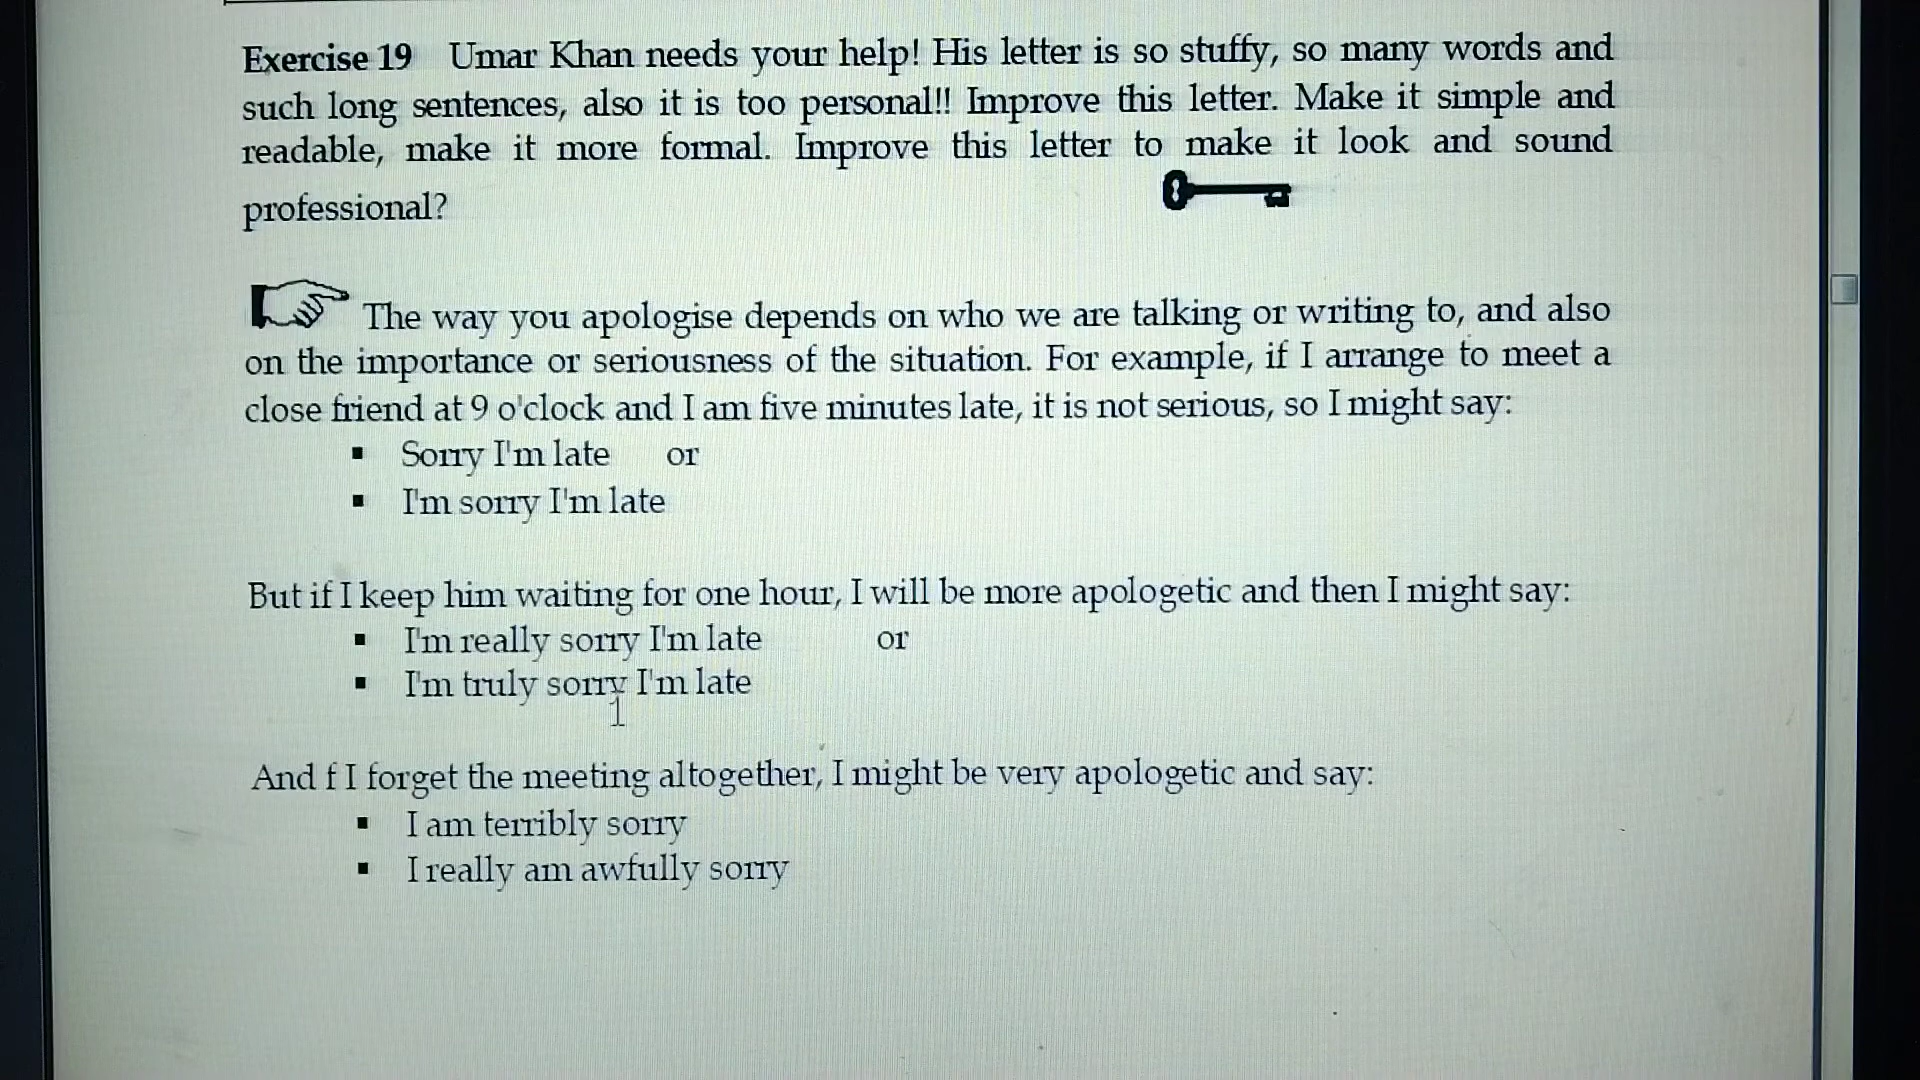 Exercise 19 Umar Khan needs your help! His letter is so stuffy, so many words and
such long sentences, also it is too personal!! Improve this letter. Make it simple and
readable, make it more formal. Improve this letter to make it look and sound
professional?
The way you apologise depends on who we are talking or writing to, and also
on the importance or seriousness of the situation. For example, if I arrange to meet a
close friend at 9 o'clock and I am five minutes late, it is not serious, so I might say:
▪ Sorry I'm late or
▪ I'm sorry I'm late
But if I keep him waiting for one hour, I will be more apologetic and then I might say:
▪ I'm really sorry I'm late or
▪ I'm truly sorry I'm late
And f I forget the meeting altogether, I might be very apologetic and say:
▪ I am terribly sorry
▪ I really am awfully sorry